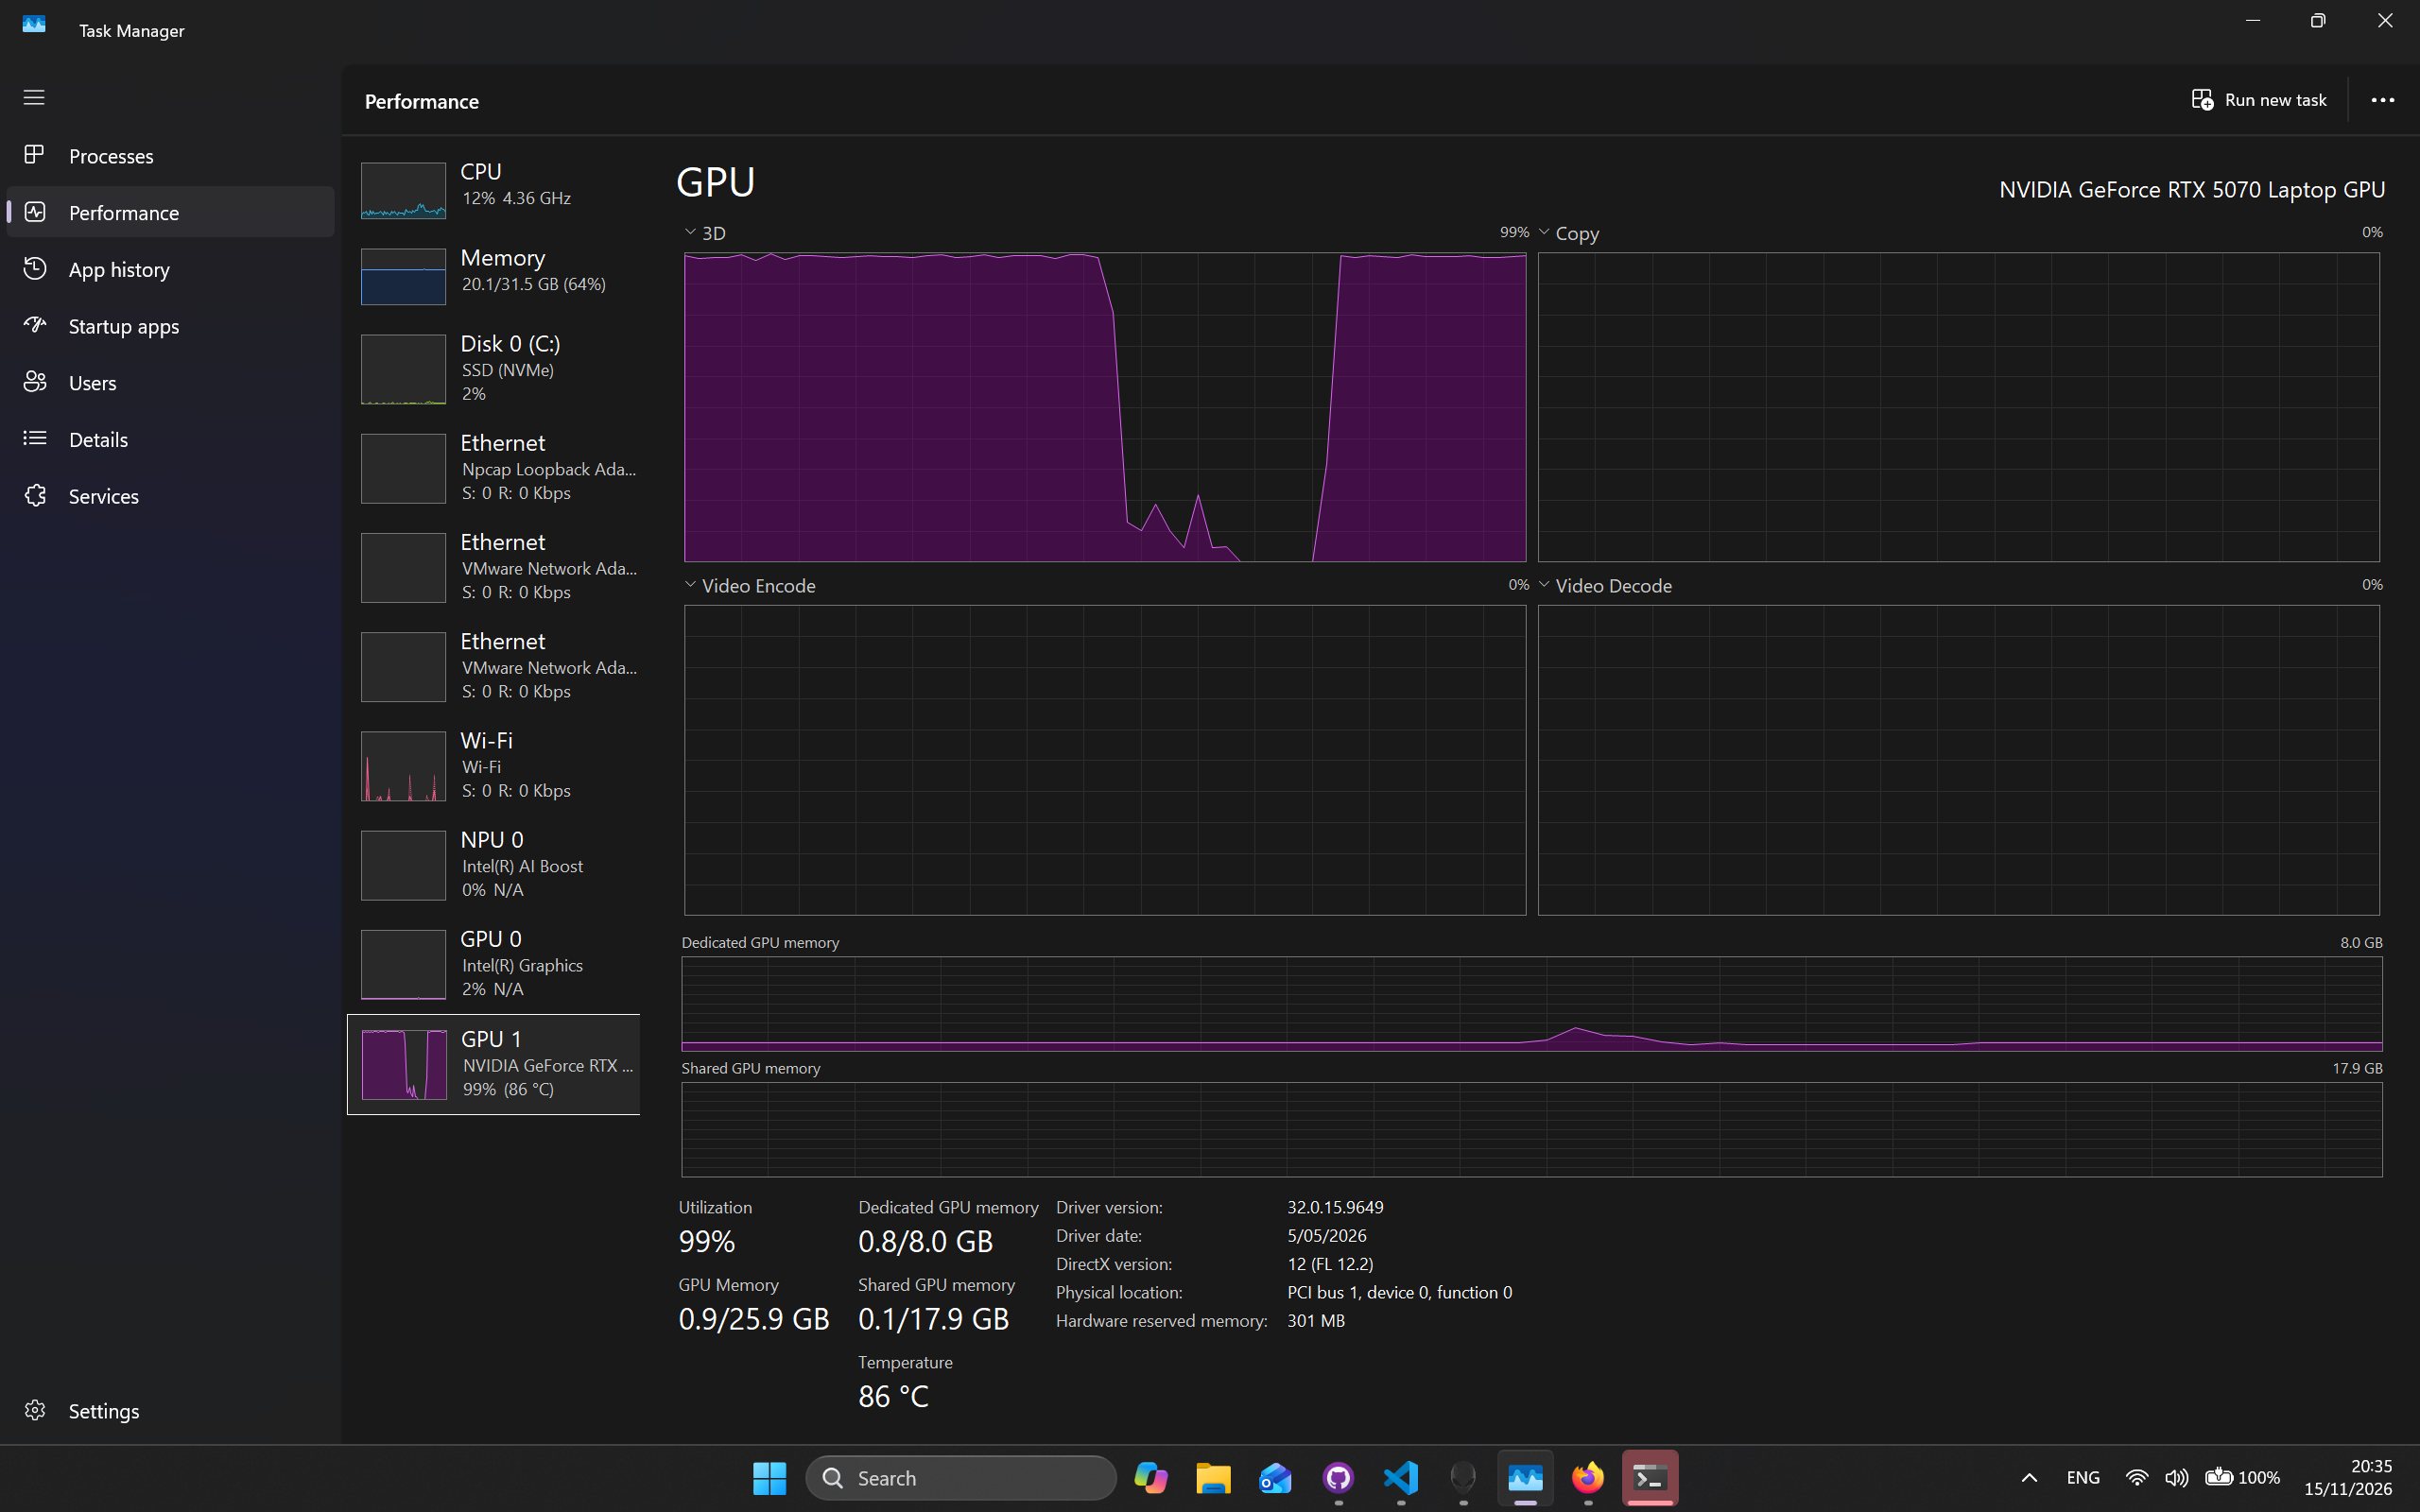 Task Manager
Performance
Run new task
Processes
Performance
App history
Startup apps
Users
Details
Services
Settings
CPU
12% 4.36 GHz
Memory
20.1/31.5 GB (64%)
Disk 0 (C:)
SSD (NVMe)
2%
Ethernet
Npcap Loopback Ada...
S: 0 R: 0 Kbps
Ethernet
VMware Network Ada...
S: 0 R: 0 Kbps
Ethernet
VMware Network Ada...
S: 0 R: 0 Kbps
Wi-Fi
Wi-Fi
S: 0 R: 0 Kbps
NPU 0
Intel(R) AI Boost
0% N/A
GPU 0
Intel(R) Graphics
2% N/A
GPU 1
NVIDIA GeForce RTX ...
99% (86 °C)
GPU
NVIDIA GeForce RTX 5070 Laptop GPU
3D 99%
Copy 0%
Video Encode 0%
Video Decode 0%
Dedicated GPU memory 8.0 GB
Shared GPU memory 17.9 GB
Utilization
99%
GPU Memory
0.9/25.9 GB
Dedicated GPU memory
0.8/8.0 GB
Shared GPU memory
0.1/17.9 GB
Temperature
86 °C
Driver version: 32.0.15.9649
Driver date: 5/05/2026
DirectX version: 12 (FL 12.2)
Physical location: PCI bus 1, device 0, function 0
Hardware reserved memory: 301 MB
Search
ENG
100%
20:35
15/11/2026